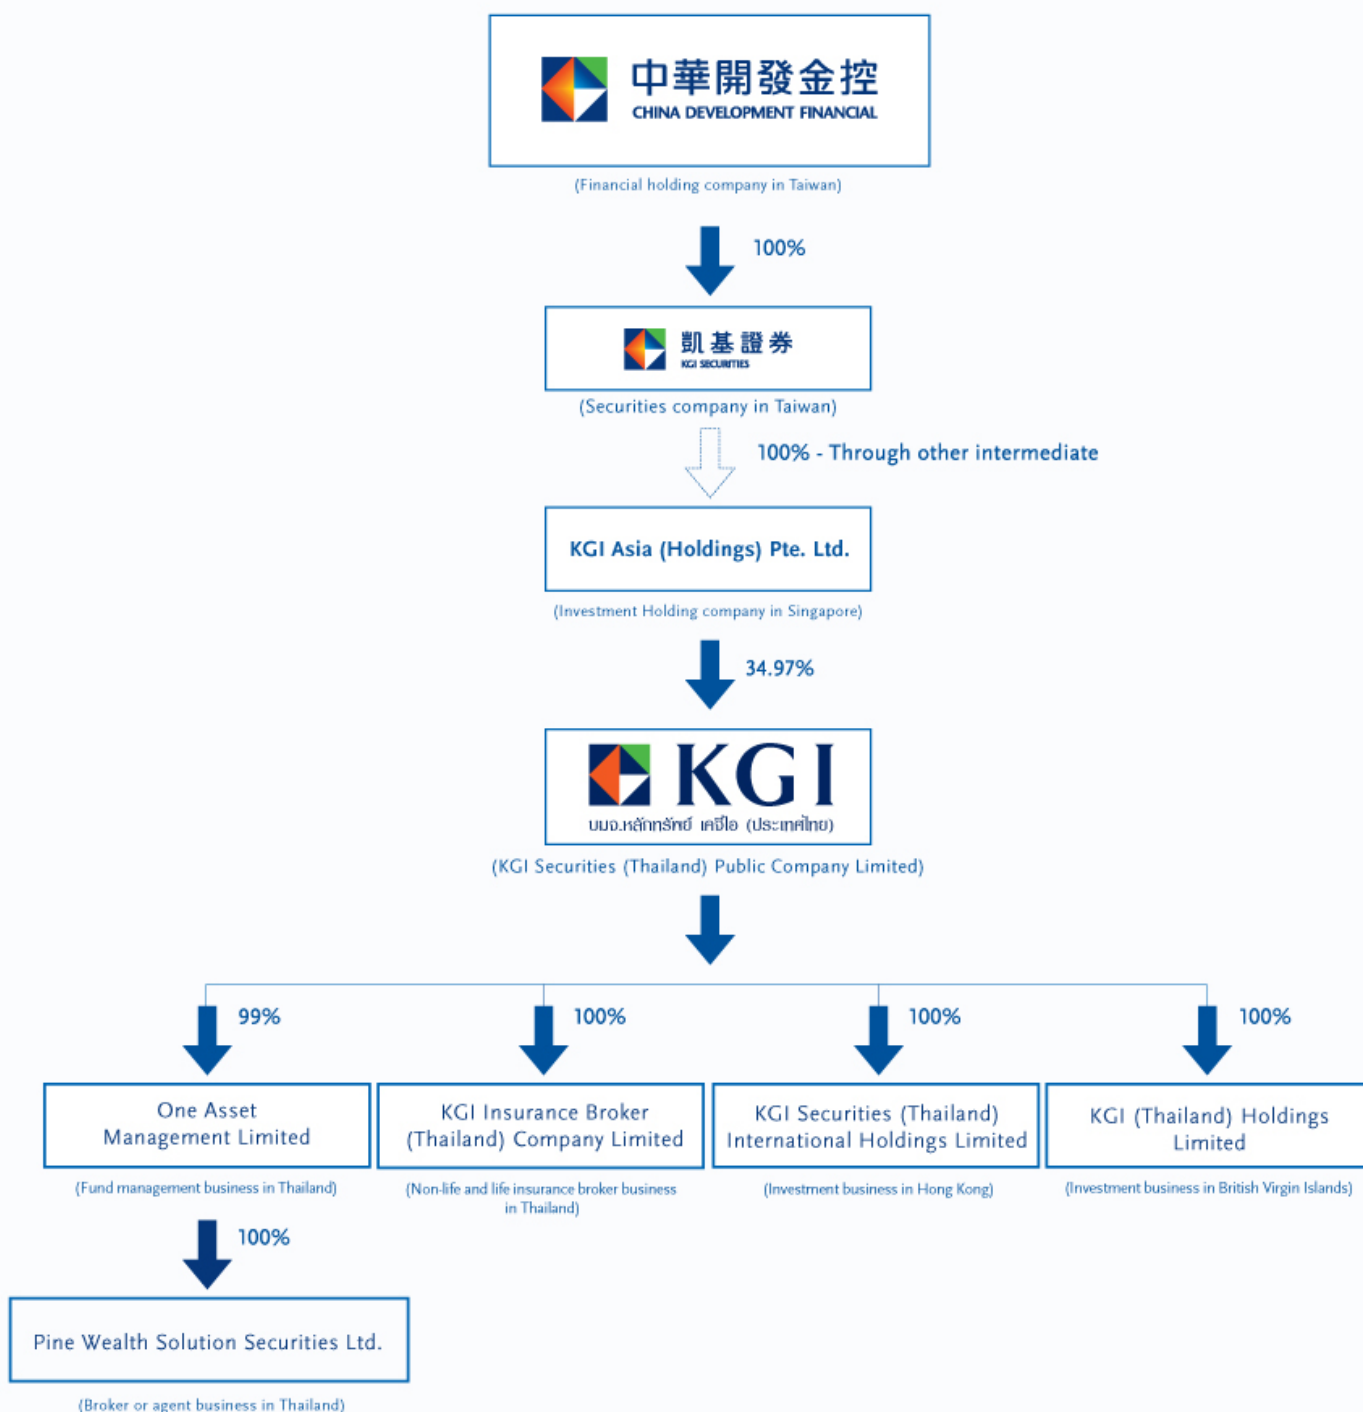 中華開發金控
CHINA DEVELOPMENT FINANCIAL
(Financial holding company in Taiwan)
100%
凱基證券
KGI SECURITIES
(Securities company in Taiwan)
100% - Through other intermediate
KGI Asia (Holdings) Pte. Ltd.
(Investment Holding company in Singapore)
34.97%
KGI
บมจ.หลักทรัพย์ เคจีไอ (ประเทศไทย)
(KGI Securities (Thailand) Public Company Limited)
99%
100%
100%
100%
One Asset
Management Limited
(Fund management business in Thailand)
KGI Insurance Broker
(Thailand) Company Limited
(Non-life and life insurance broker business
in Thailand)
KGI Securities (Thailand)
International Holdings Limited
(Investment business in Hong Kong)
KGI (Thailand) Holdings
Limited
(Investment business in British Virgin Islands)
100%
Pine Wealth Solution Securities Ltd.
(Broker or agent business in Thailand)